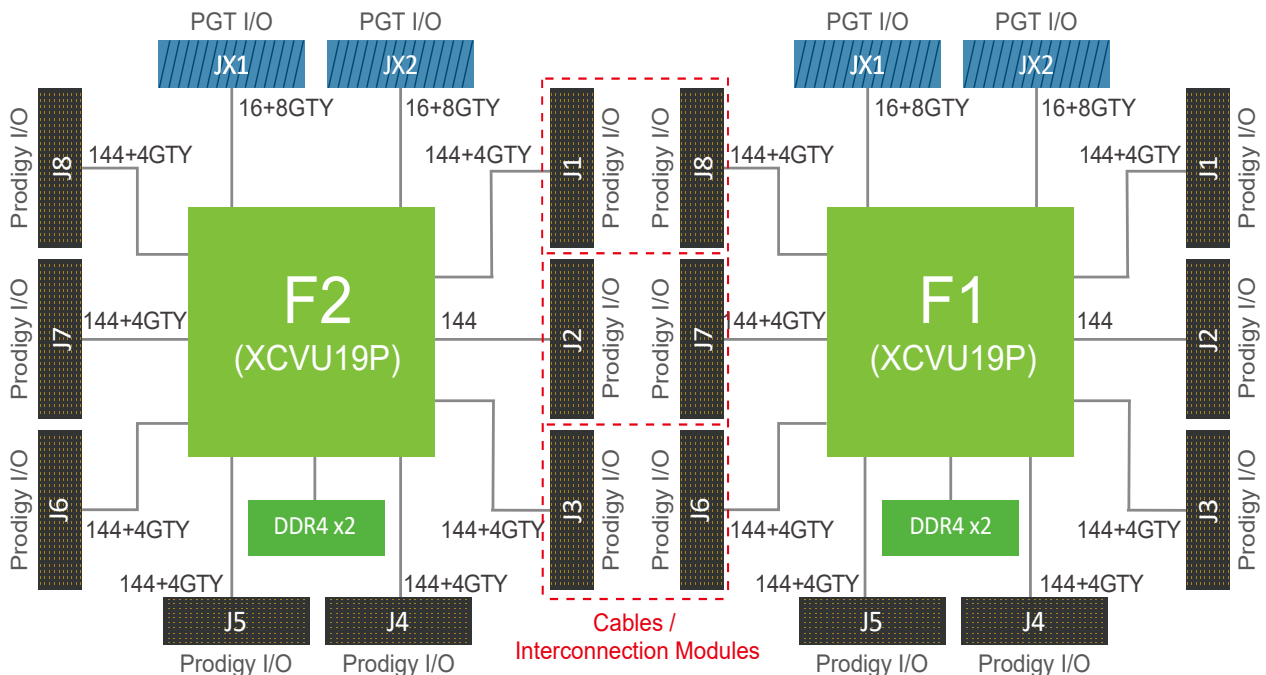 PGT I/O
PGT I/O
PGT I/O
PGT I/O
JX1
JX2
JX1
JX2
16+8GTY
16+8GTY
16+8GTY
16+8GTY
Prodigy I/O
J8
144+4GTY
144+4GTY
J1
Prodigy I/O
Prodigy I/O
J8
144+4GTY
144+4GTY
J1
Prodigy I/O
F2
(XCVU19P)
F1
(XCVU19P)
Prodigy I/O
J7
144+4GTY
144
J2
Prodigy I/O
Prodigy I/O
J7
144+4GTY
144
J2
Prodigy I/O
Prodigy I/O
J6
144+4GTY
DDR4 x2
144+4GTY
J3
Prodigy I/O
Prodigy I/O
J6
144+4GTY
DDR4 x2
144+4GTY
J3
Prodigy I/O
144+4GTY
144+4GTY
144+4GTY
144+4GTY
J5
J4
J5
J4
Prodigy I/O
Prodigy I/O
Prodigy I/O
Prodigy I/O
Cables /
Interconnection Modules